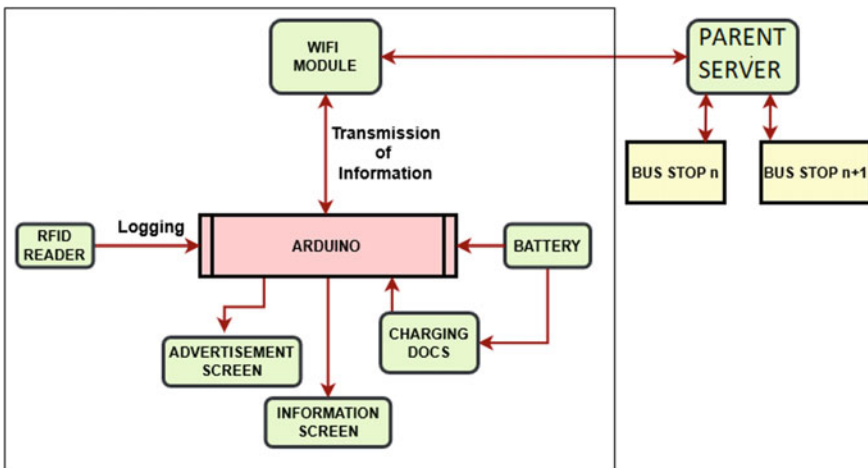 WIFI
MODULE
PARENT
SERVER
Transmission
of
Information
BUS STOP n
BUS STOP n+1
RFID
READER
Logging
ARDUINO
BATTERY
ADVERTISEMENT
SCREEN
CHARGING
DOCS
INFORMATION
SCREEN